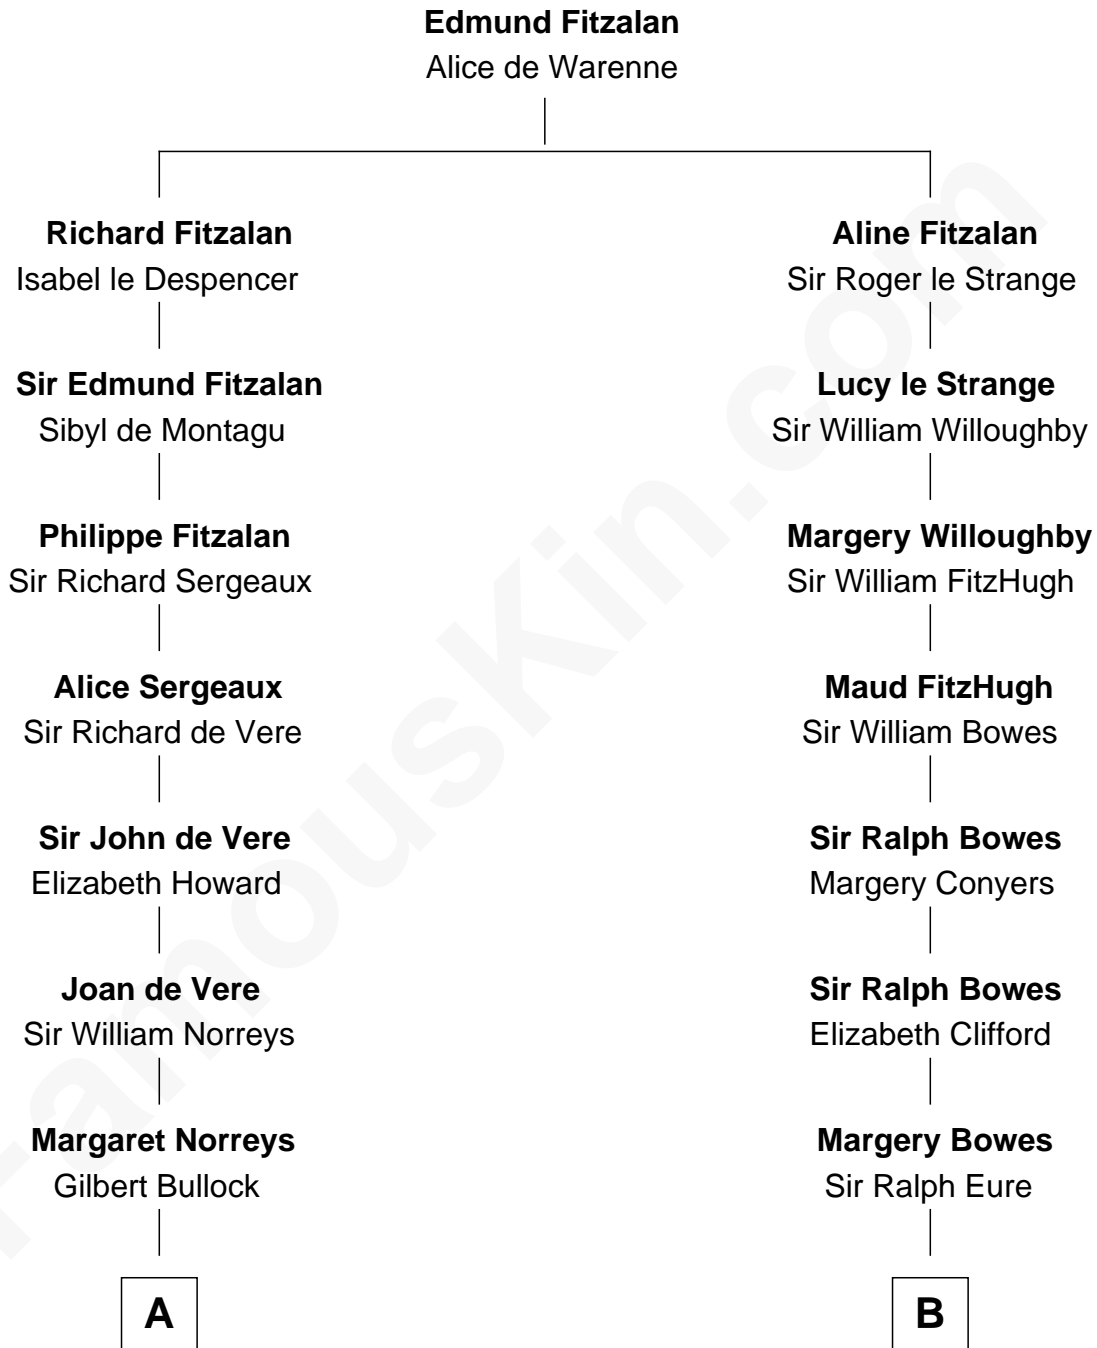 Edmund Fitzalan
Alice de Warenne
Richard Fitzalan
Isabel le Despencer
Aline Fitzalan
Sir Roger le Strange
Sir Edmund Fitzalan
Sibyl de Montagu
Lucy le Strange
Sir William Willoughby
Philippe Fitzalan
Sir Richard Sergeaux
Margery Willoughby
Sir William FitzHugh
Alice Sergeaux
Sir Richard de Vere
Maud FitzHugh
Sir William Bowes
Sir John de Vere
Elizabeth Howard
Sir Ralph Bowes
Margery Conyers
Joan de Vere
Sir William Norreys
Sir Ralph Bowes
Elizabeth Clifford
Margaret Norreys
Gilbert Bullock
Margery Bowes
Sir Ralph Eure
A
B
FamousKin.com